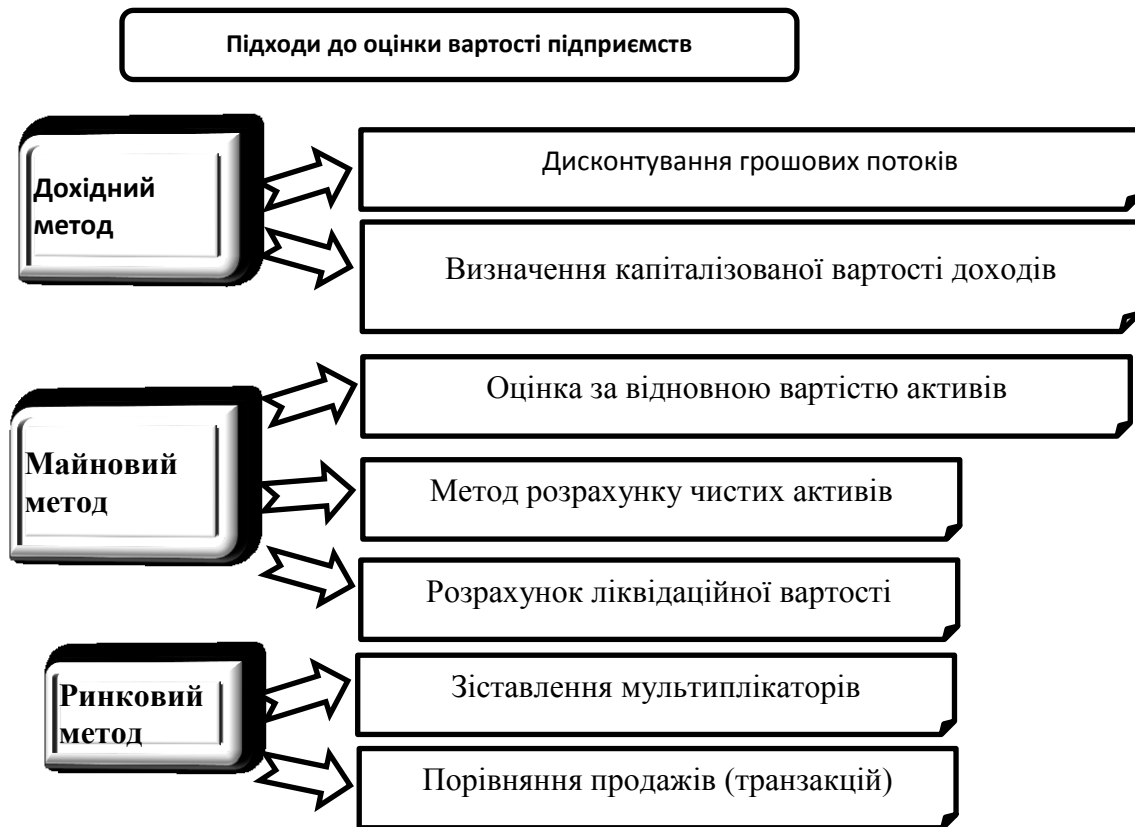 Підходи до оцінки вартості підприємств
Дохідний
метод
Дисконтування грошових потоків
Визначення капіталізованої вартості доходів
Майновий
метод
Оцінка за відновною вартістю активів
Метод розрахунку чистих активів
Розрахунок ліквідаційної вартості
Ринковий
метод
Зіставлення мультиплікаторів
Порівняння продажів (транзакцій)